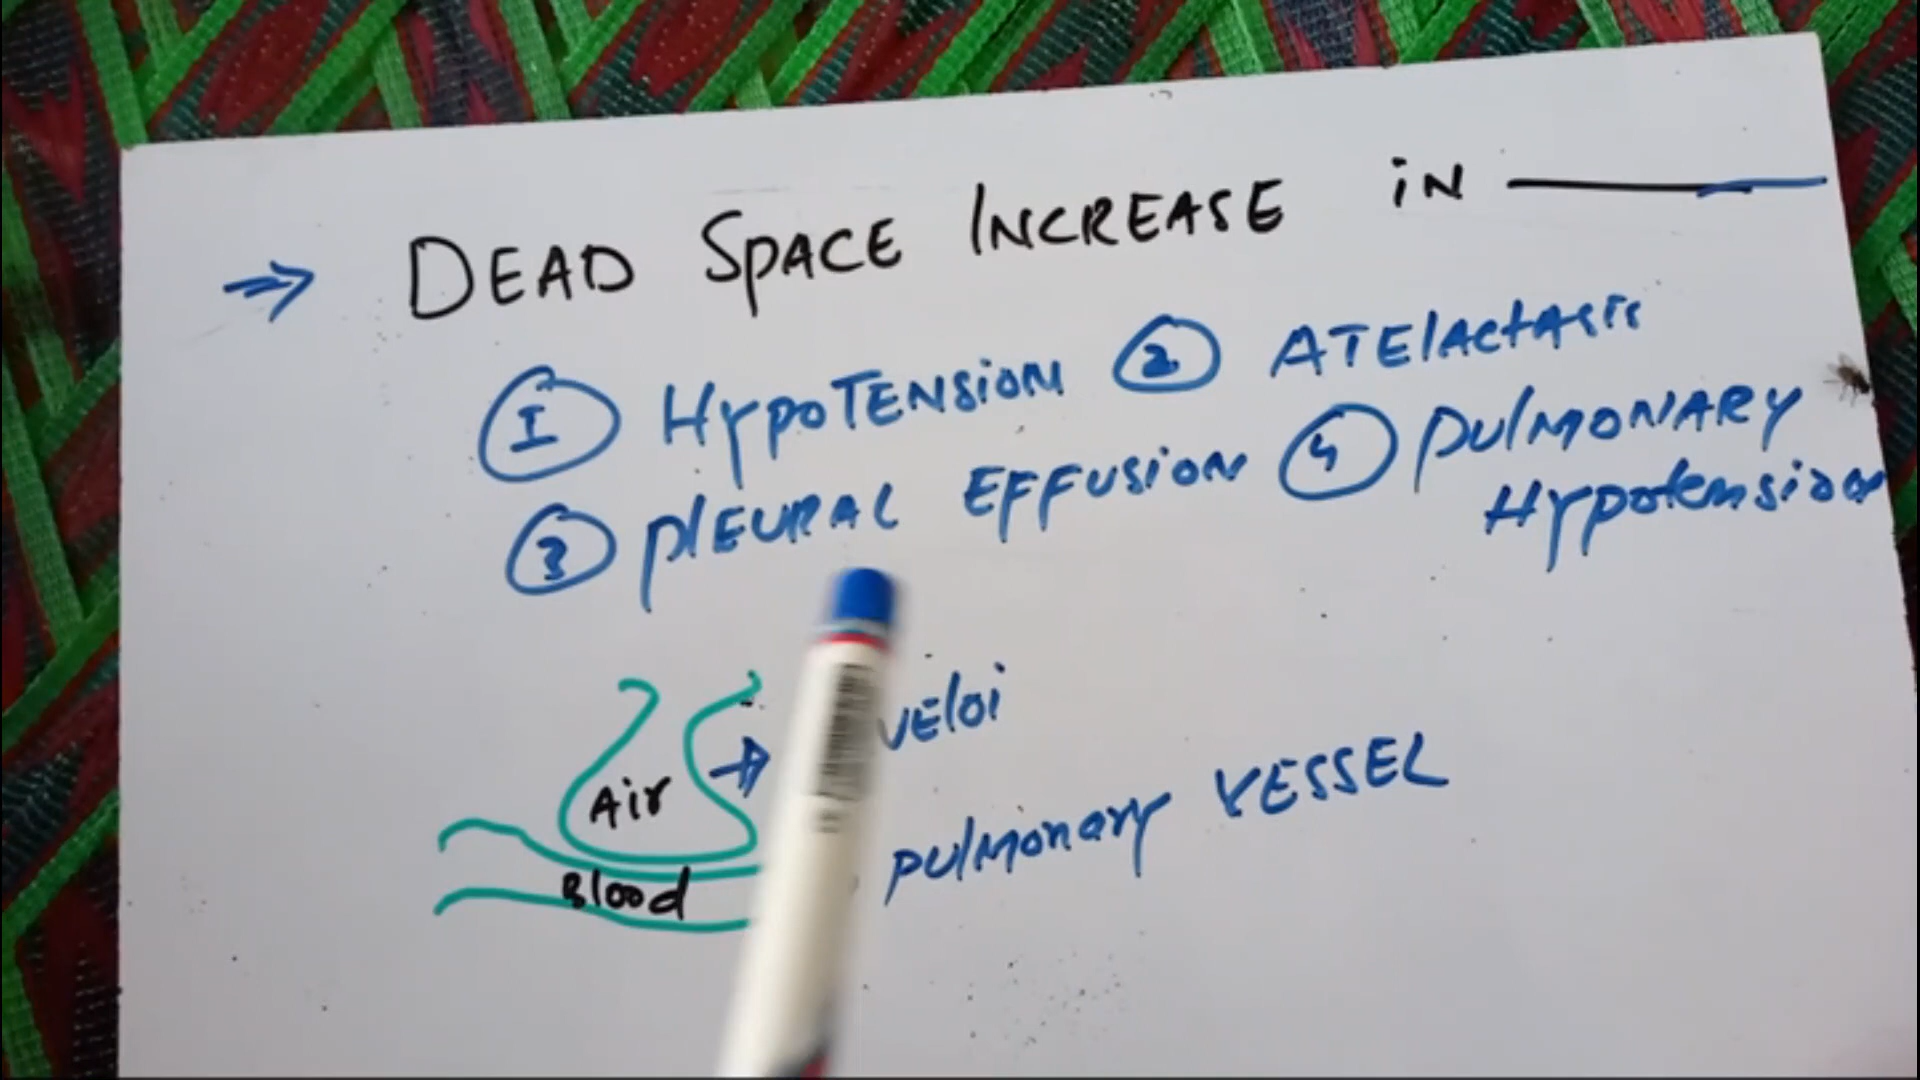 DEAD SPACE INCREASE iN
1 HYPOTENSiON 2 ATElActASis
3 plEURAL EFFUSiON 4 PulMONARY
Hypotension
Air
Blood
pulmonary VESSEL